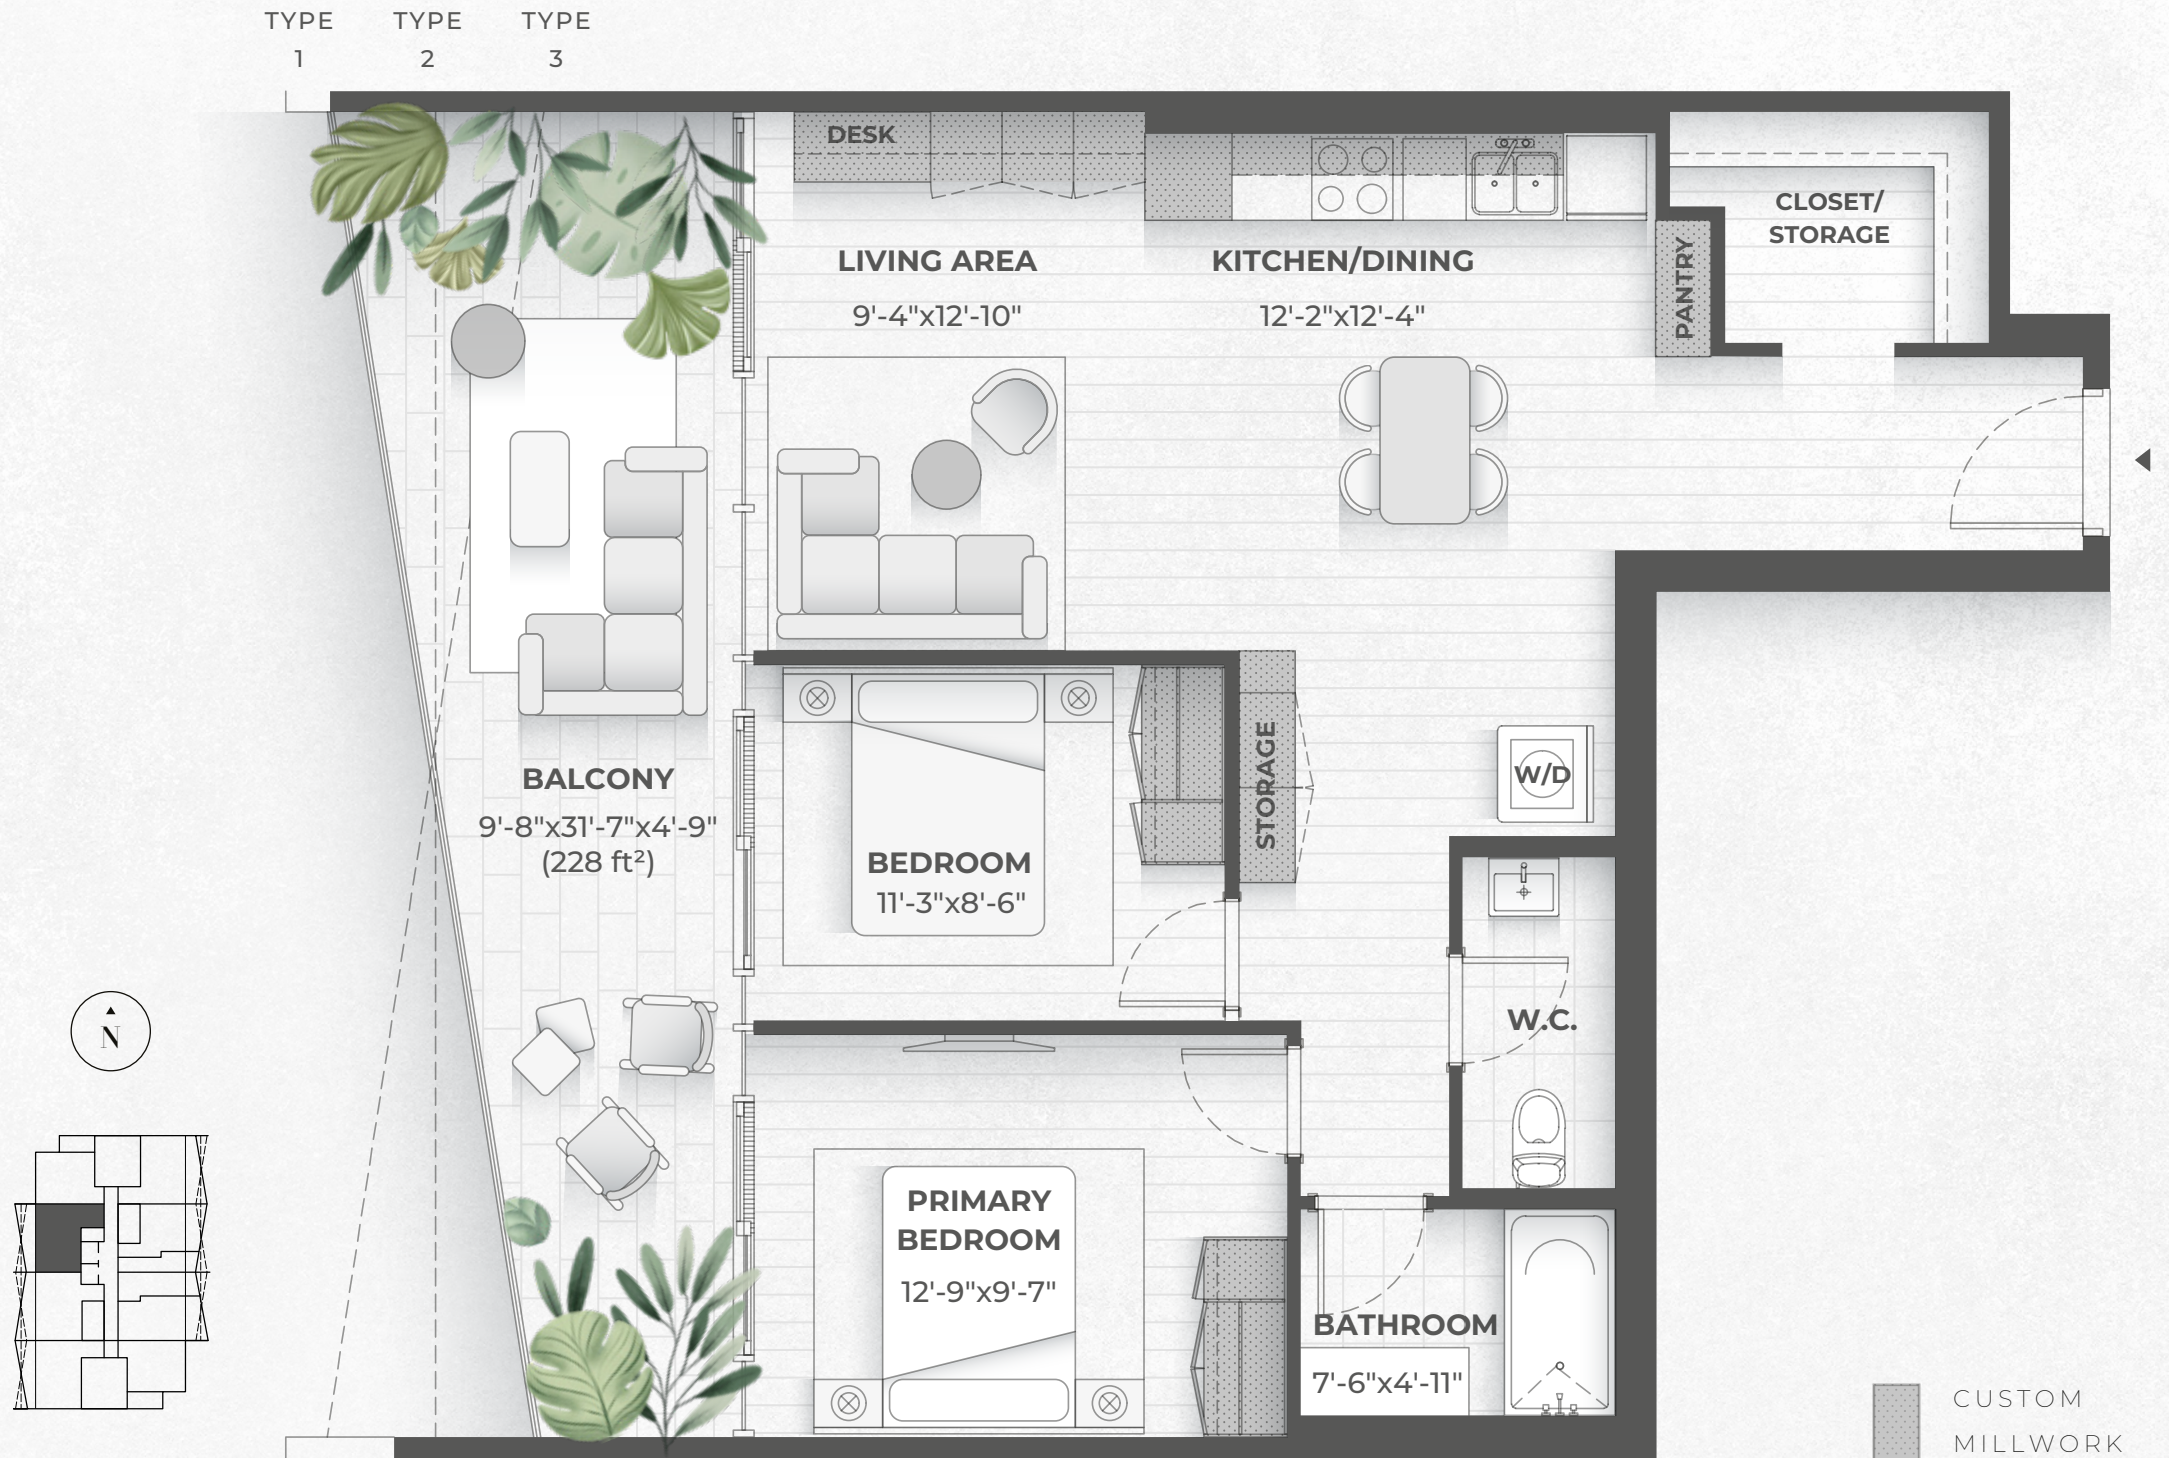 TYPE TYPE TYPE
1 2 3
DESK
CLOSET/
STORAGE
LIVING AREA
9'-4"x12'-10"
KITCHEN/DINING
12'-2"x12'-4"
PANTRY
BALCONY
9'-8"x31'-7"x4'-9"
(228 ft²)
BEDROOM
11'-3"x8'-6"
STORAGE
W/D
W.C.
N
PRIMARY
BEDROOM
12'-9"x9'-7"
BATHROOM
7'-6"x4'-11"
CUSTOM
MILLWORK